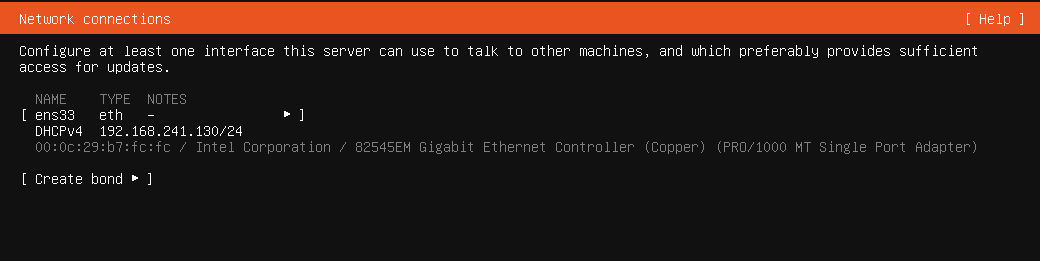 Network connections [ Help ]
Configure at least one interface this server can use to talk to other machines, and which preferably provides sufficient
access for updates.
NAME TYPE NOTES
[ ens33 eth - ▸ ]
DHCPv4 192.168.241.130/24
00:0c:29:b7:fc:fc / Intel Corporation / 82545EM Gigabit Ethernet Controller (Copper) (PRO/1000 MT Single Port Adapter)
[ Create bond ▸ ]